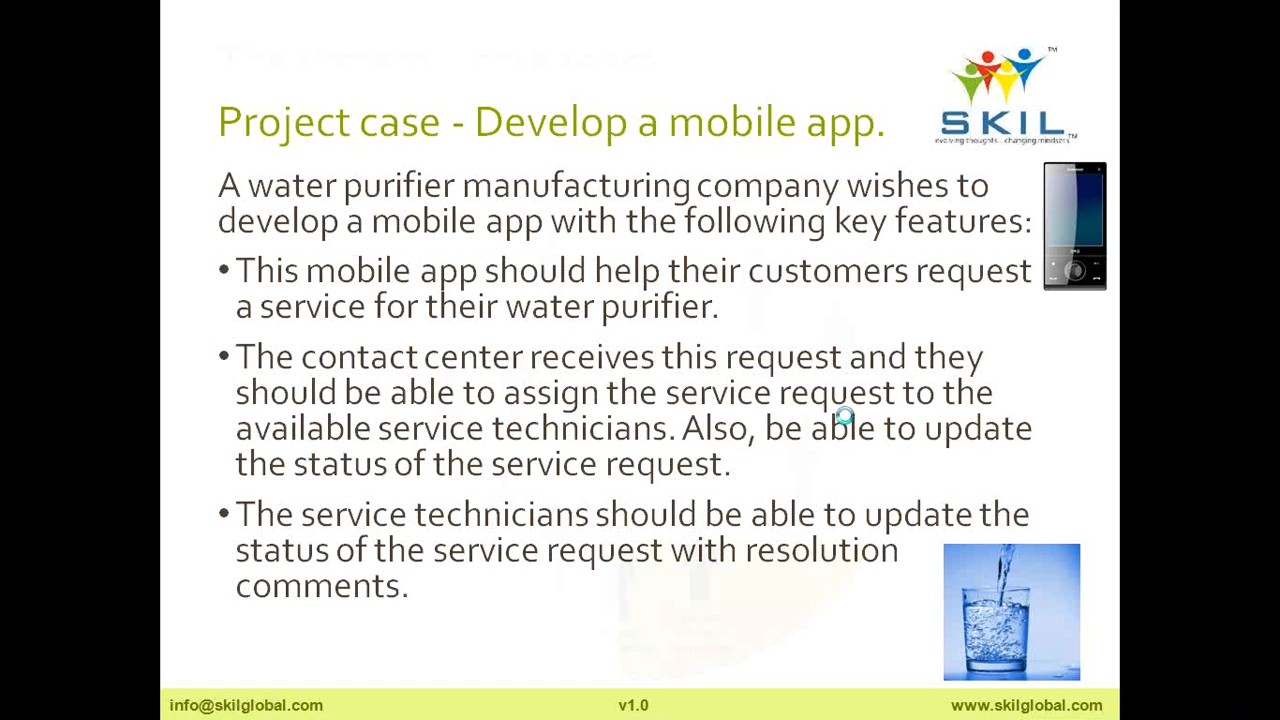 Project case - Develop a mobile app.
SKIL
TM
TM
evolving thoughts...changing mindsets
A water purifier manufacturing company wishes to
develop a mobile app with the following key features:
• This mobile app should help their customers request
a service for their water purifier.
• The contact center receives this request and they
should be able to assign the service request to the
available service technicians. Also, be able to update
the status of the service request.
• The service technicians should be able to update the
status of the service request with resolution
comments.
info@skilglobal.com
v1.0
www.skilglobal.com